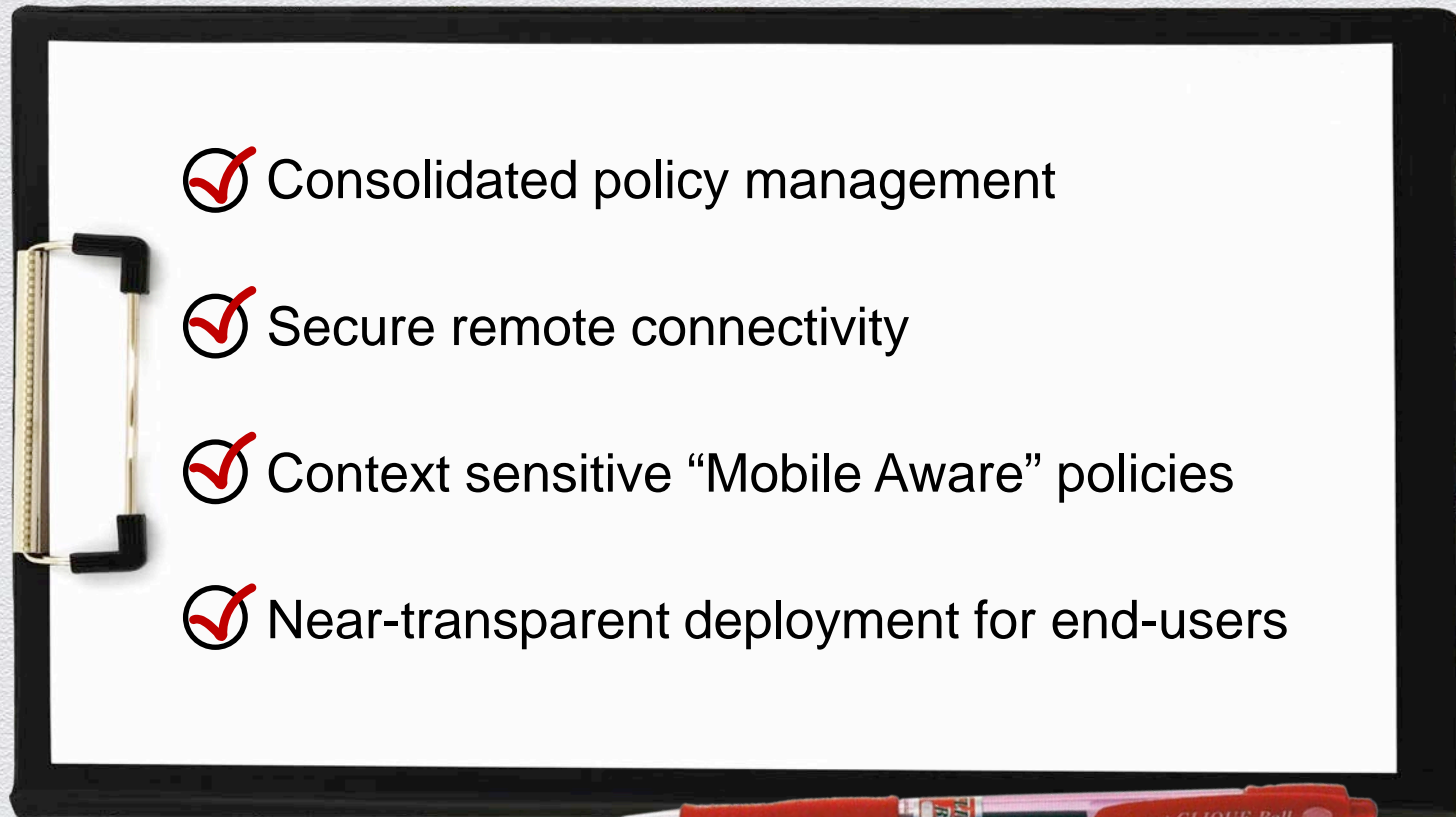 Consolidated policy management
Secure remote connectivity
Context sensitive “Mobile Aware” policies
Near-transparent deployment for end-users